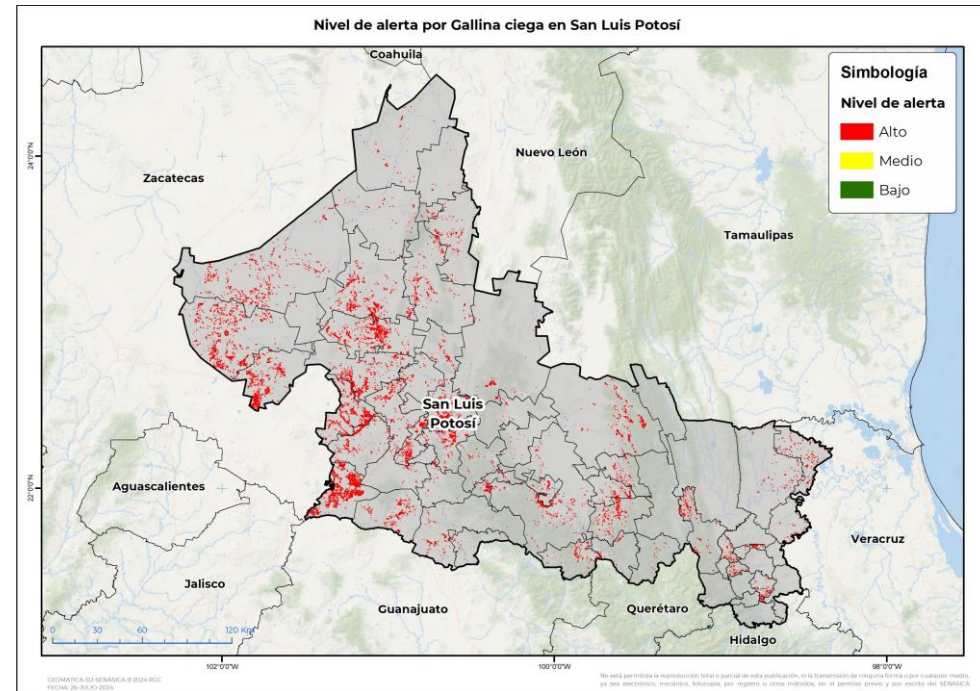 Nivel de alerta por Gallina ciega en San Luis Potosí
Coahuila
Simbología
Nivel de alerta
Alto
Medio
Bajo
24°0'0"N
Nuevo León
Zacatecas
Tamaulipas
San Luis
Potosí
22°0'0"N
Aguascalientes
Veracruz
Jalisco
Guanajuato
Querétaro
Hidalgo
0 30 60 120 Km
102°0'0"W 100°0'0"W 98°0'0"W
GEOMATICA-DJ-SENASICA © 2024 RGC
FECHA: 26-JULIO-2024
No está permitida la reproducción total o parcial de esta publicación, ni la transmisión de ninguna forma o por cualquier medio,
ya sea electrónico, mecánico, fotocopia, por registro u otros métodos, sin el permiso previo y por escrito del SENASICA.